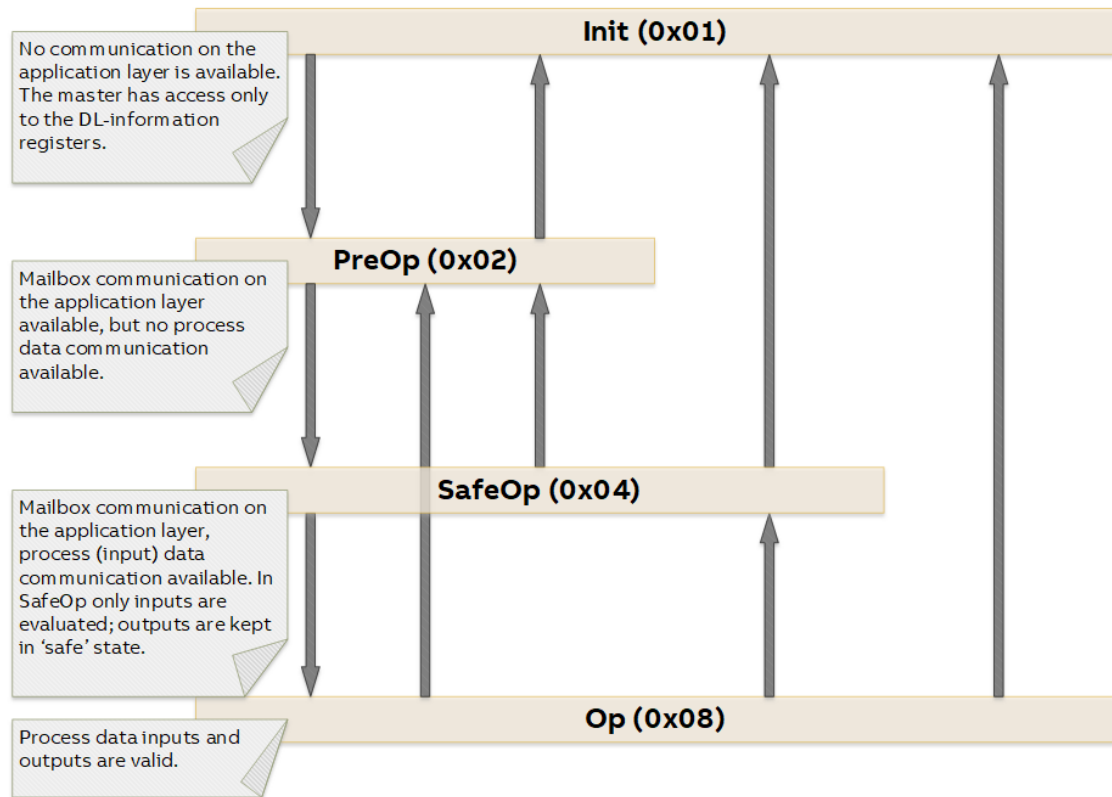 Init (0x01)
No communication on the
application layer is available.
The master has access only
to the DL-information
registers.
PreOp (0x02)
Mailbox communication on
the application layer
available, but no process
data communication
available.
SafeOp (0x04)
Mailbox communication on
the application layer,
process (input) data
communication available. In
SafeOp only inputs are
evaluated; outputs are kept
in ‘safe’ state.
Op (0x08)
Process data inputs and
outputs are valid.